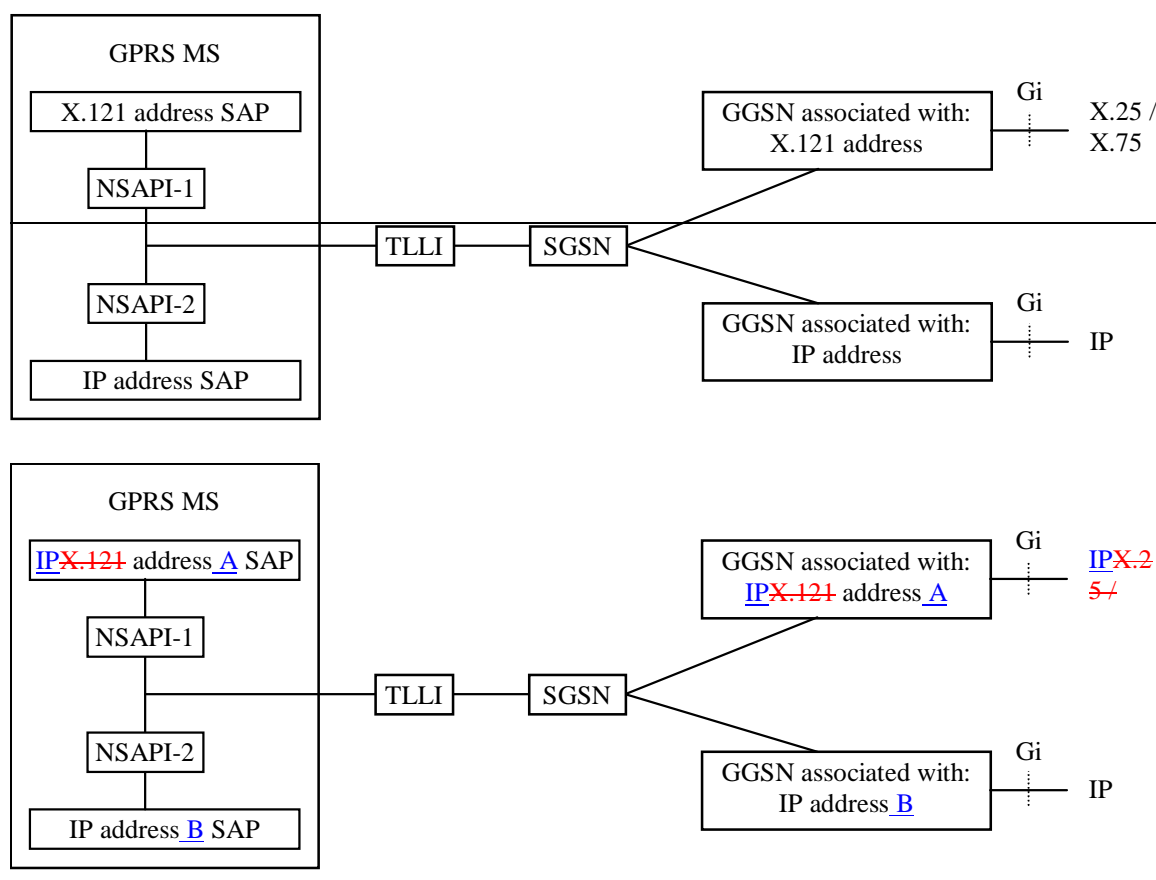 GPRS MS
X.121 address SAP
NSAPI-1
NSAPI-2
IP address SAP
TLLI
SGSN
GGSN associated with:
X.121 address
Gi
X.25 /
X.75
GGSN associated with:
IP address
Gi
IP
GPRS MS
IPX.121 address A SAP
NSAPI-1
NSAPI-2
IP address B SAP
TLLI
SGSN
GGSN associated with:
IPX.121 address A
Gi
IPX.2
5 /
GGSN associated with:
IP address B
Gi
IP